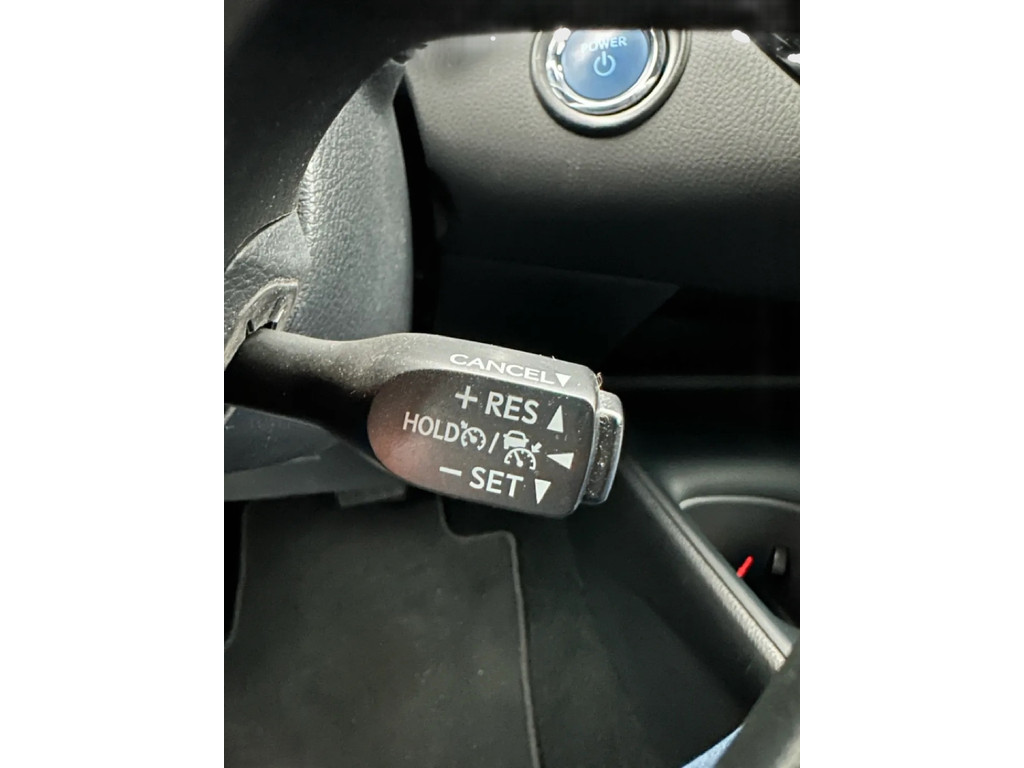 POWER
CANCEL▼
+ RES ▲
HOLD / ◀
− SET ▼